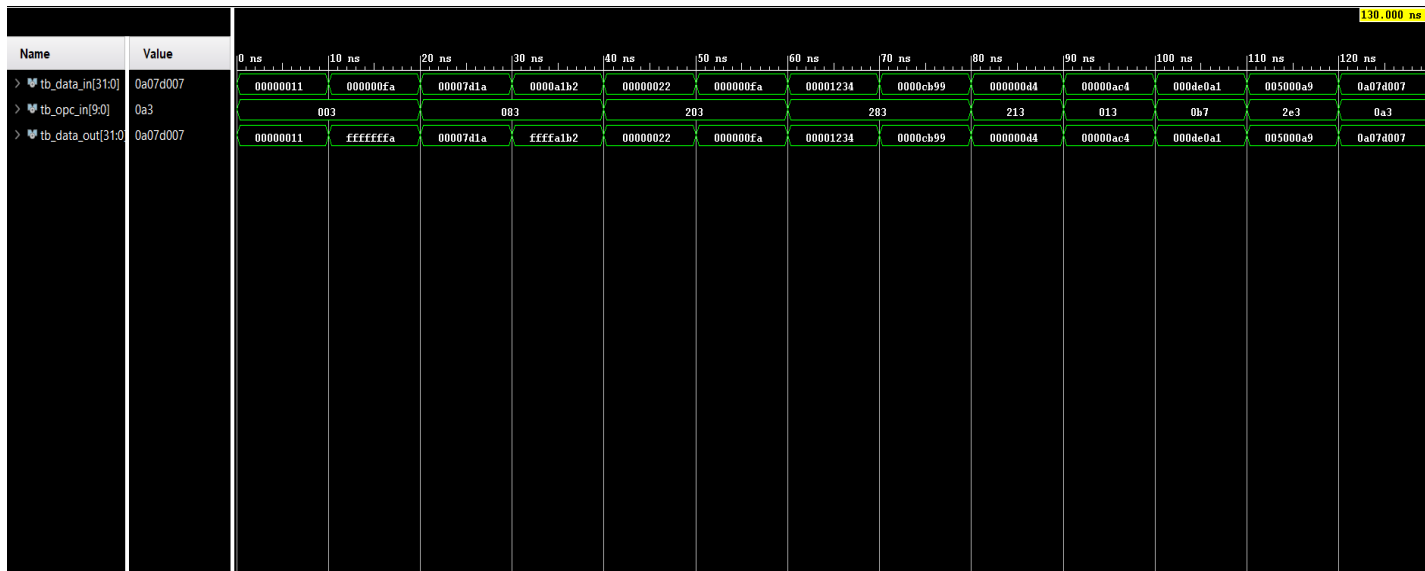 130.000 ns
Name Value
0 ns 10 ns 20 ns 30 ns 40 ns 50 ns 60 ns 70 ns 80 ns 90 ns 100 ns 110 ns 120 ns
tb_data_in[31:0] 0a07d007 00000011 000000fa 00007d1a 0000a1b2 00000022 000000fa 00001234 0000cb99 000000d4 00000ac4 000de0a1 005000a9 0a07d007
tb_opc_in[9:0] 0a3 003 083 203 283 213 013 0b7 2e3 0a3
tb_data_out[31:0] 0a07d007 00000011 fffffffa 00007d1a ffffa1b2 00000022 000000fa 00001234 0000cb99 000000d4 00000ac4 000de0a1 005000a9 0a07d007